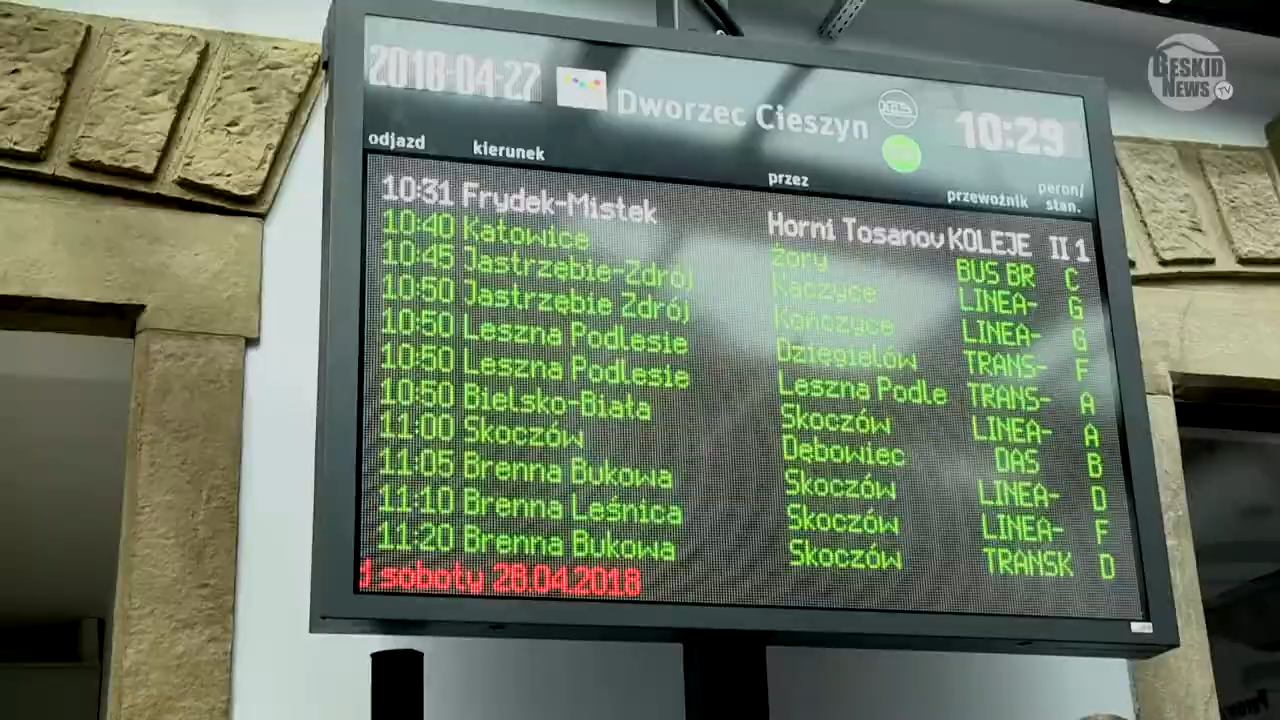 BESKID
NEWS TV
2018-04-27 Dworzec Cieszyn 10:29
odjazd kierunek przez przewoźnik peron/
stan.
10:31 Frydek-Mistek Horni Tosanov KOLEJE II 1
10:40 Katowice żory BUS BR C
10:45 Jastrzębie-Zdrój Kaczyce LINEA- G
10:50 Jastrzębie Zdrój Kończyce LINEA- G
10:50 Leszna Podlesie Dzięgielów TRANS- F
10:50 Leszna Podlesie Leszna Podle TRANS- A
10:50 Bielsko-Biała Skoczów LINEA- A
11:00 Skoczów Dębowiec DAS B
11:05 Brenna Bukowa Skoczów LINEA- D
11:10 Brenna Leśnica Skoczów LINEA- F
11:20 Brenna Bukowa Skoczów TRANSK D
d soboty 28.04.2018